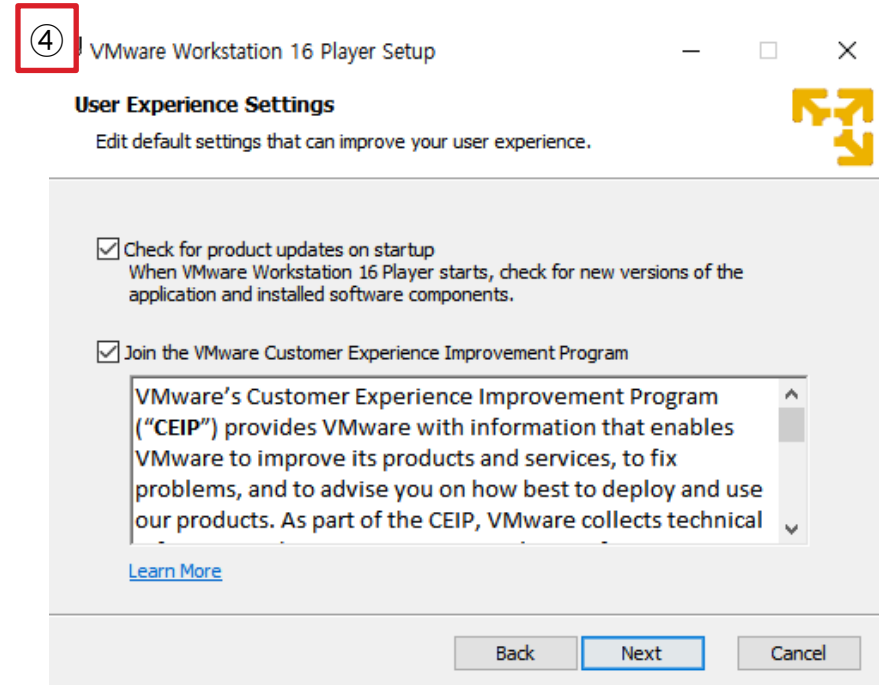 ④
VMware Workstation 16 Player Setup
User Experience Settings
Edit default settings that can improve your user experience.
Check for product updates on startup
When VMware Workstation 16 Player starts, check for new versions of the
application and installed software components.
Join the VMware Customer Experience Improvement Program
VMware’s Customer Experience Improvement Program
(“CEIP”) provides VMware with information that enables
VMware to improve its products and services, to fix
problems, and to advise you on how best to deploy and use
our products. As part of the CEIP, VMware collects technical
Learn More
Back
Next
Cancel